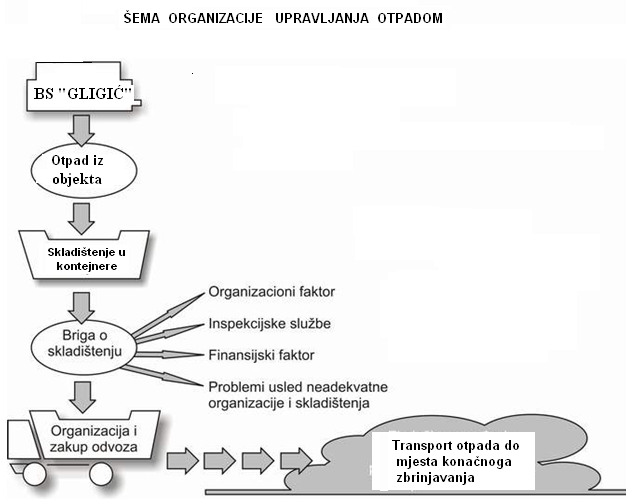 ŠEMA ORGANIZACIJE UPRAVLJANJA OTPADOM
BS "GLIGIĆ"
Otpad iz
objekta
Skladištenje u
kontejnere
Briga o
skladištenju
Organizacioni faktor
Inspekcijske službe
Finansijski faktor
Problemi usled neadekvatne
organizacije i skladištenja
Organizacija i
zakup odvoza
Transport otpada do
mjesta konačnoga
zbrinjavanja